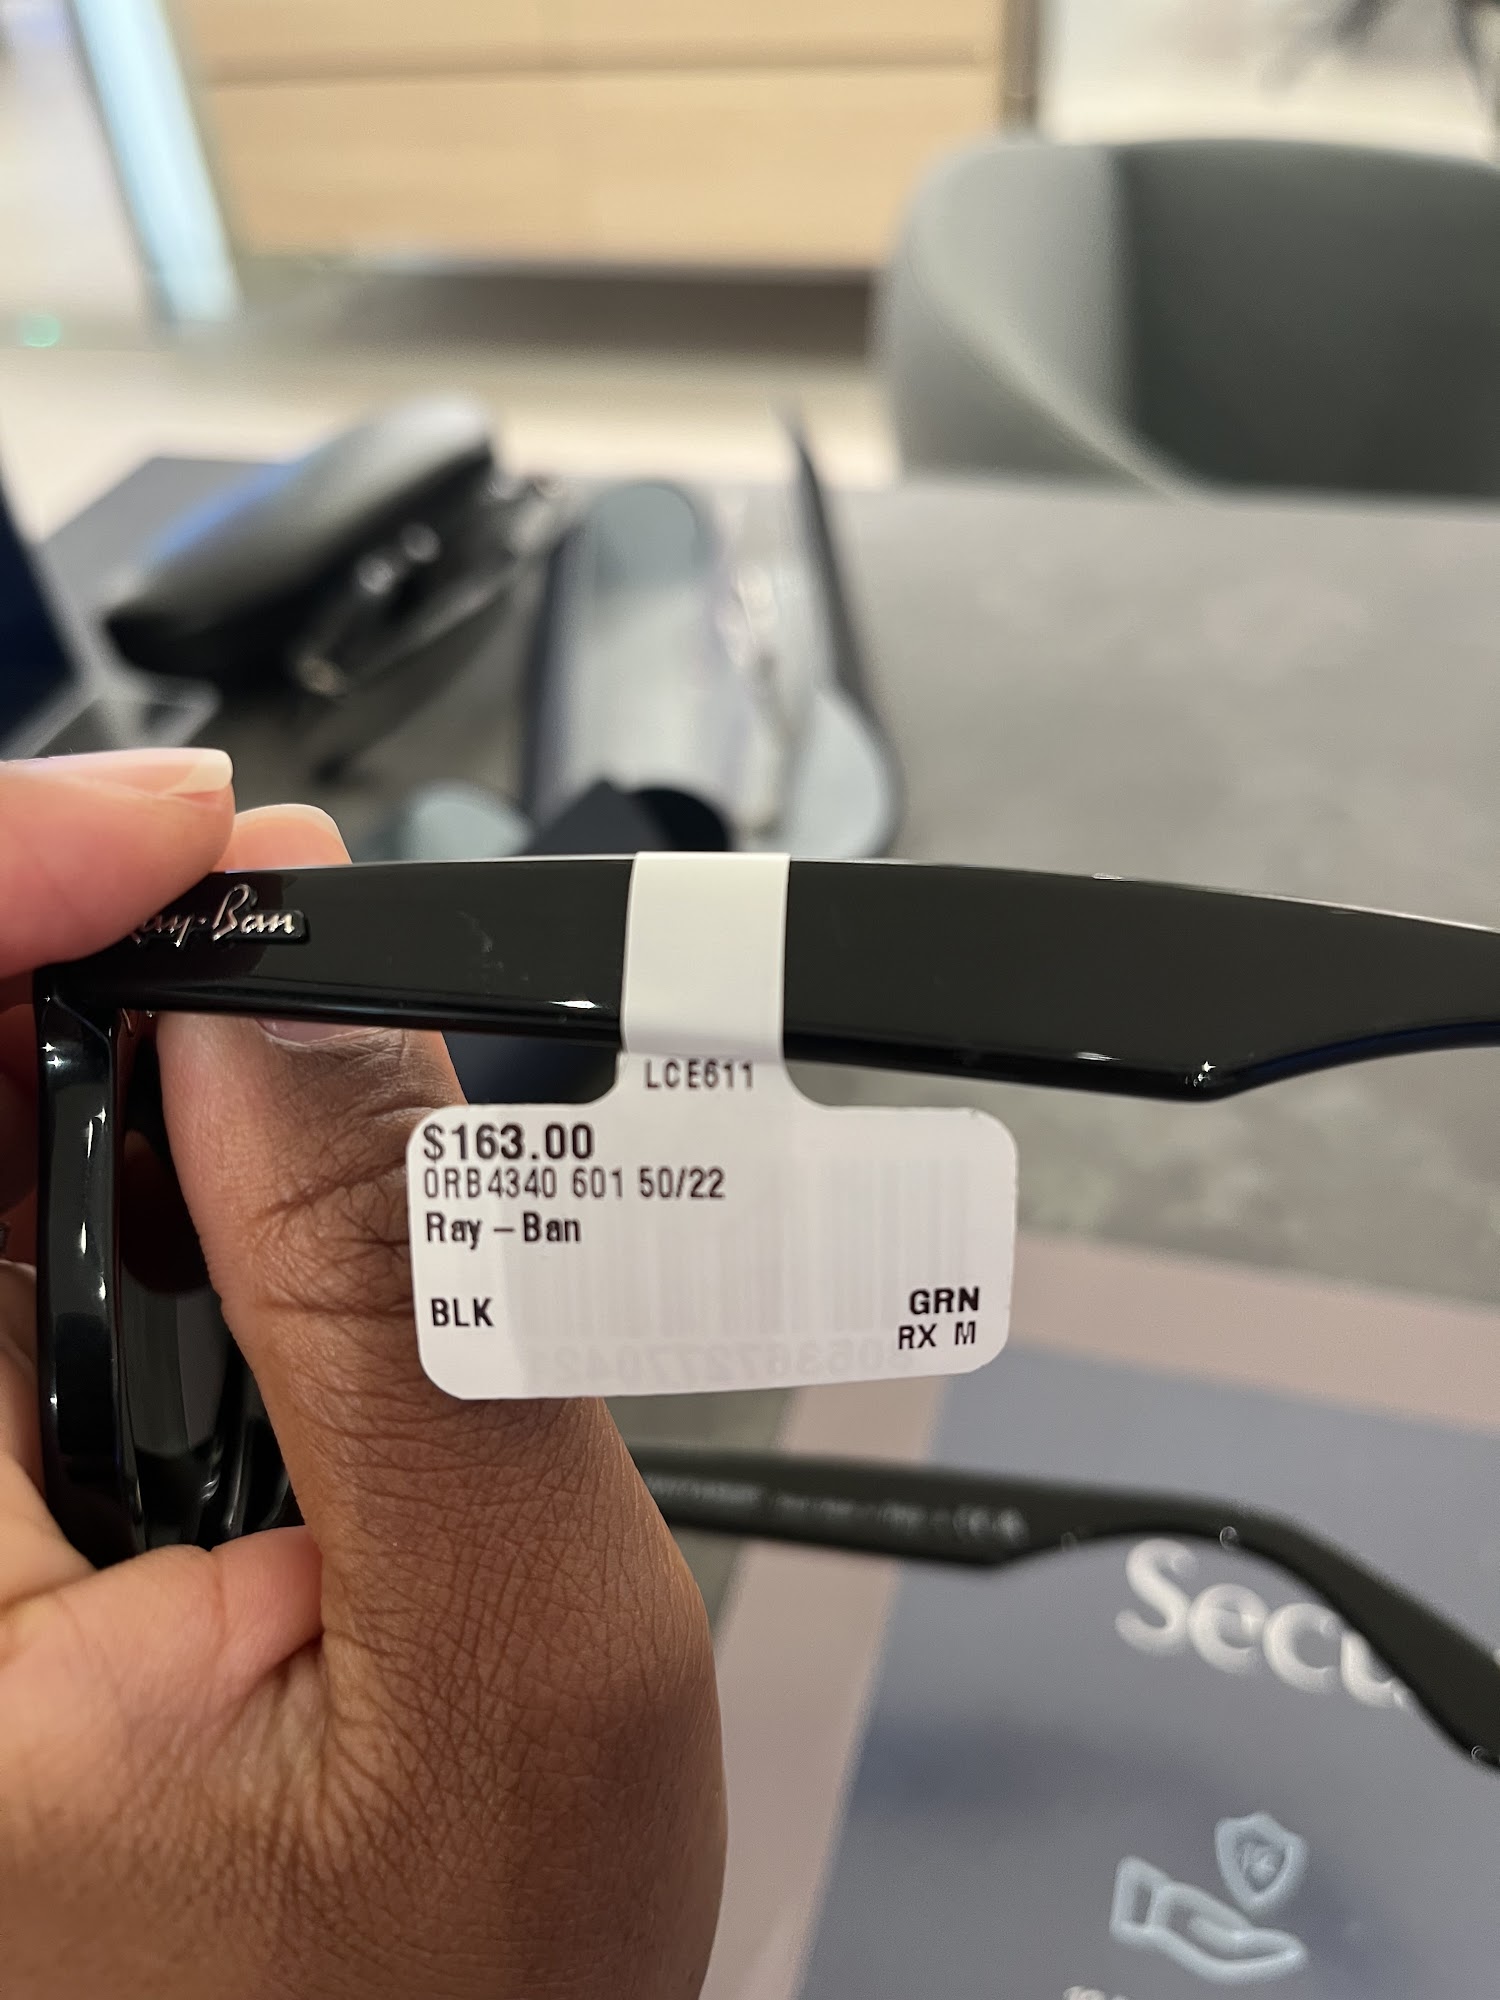 Ray-Ban
LCE611
$163.00
0RB4340 601 50/22
Ray-Ban
BLK
GRN
RX M
Secu